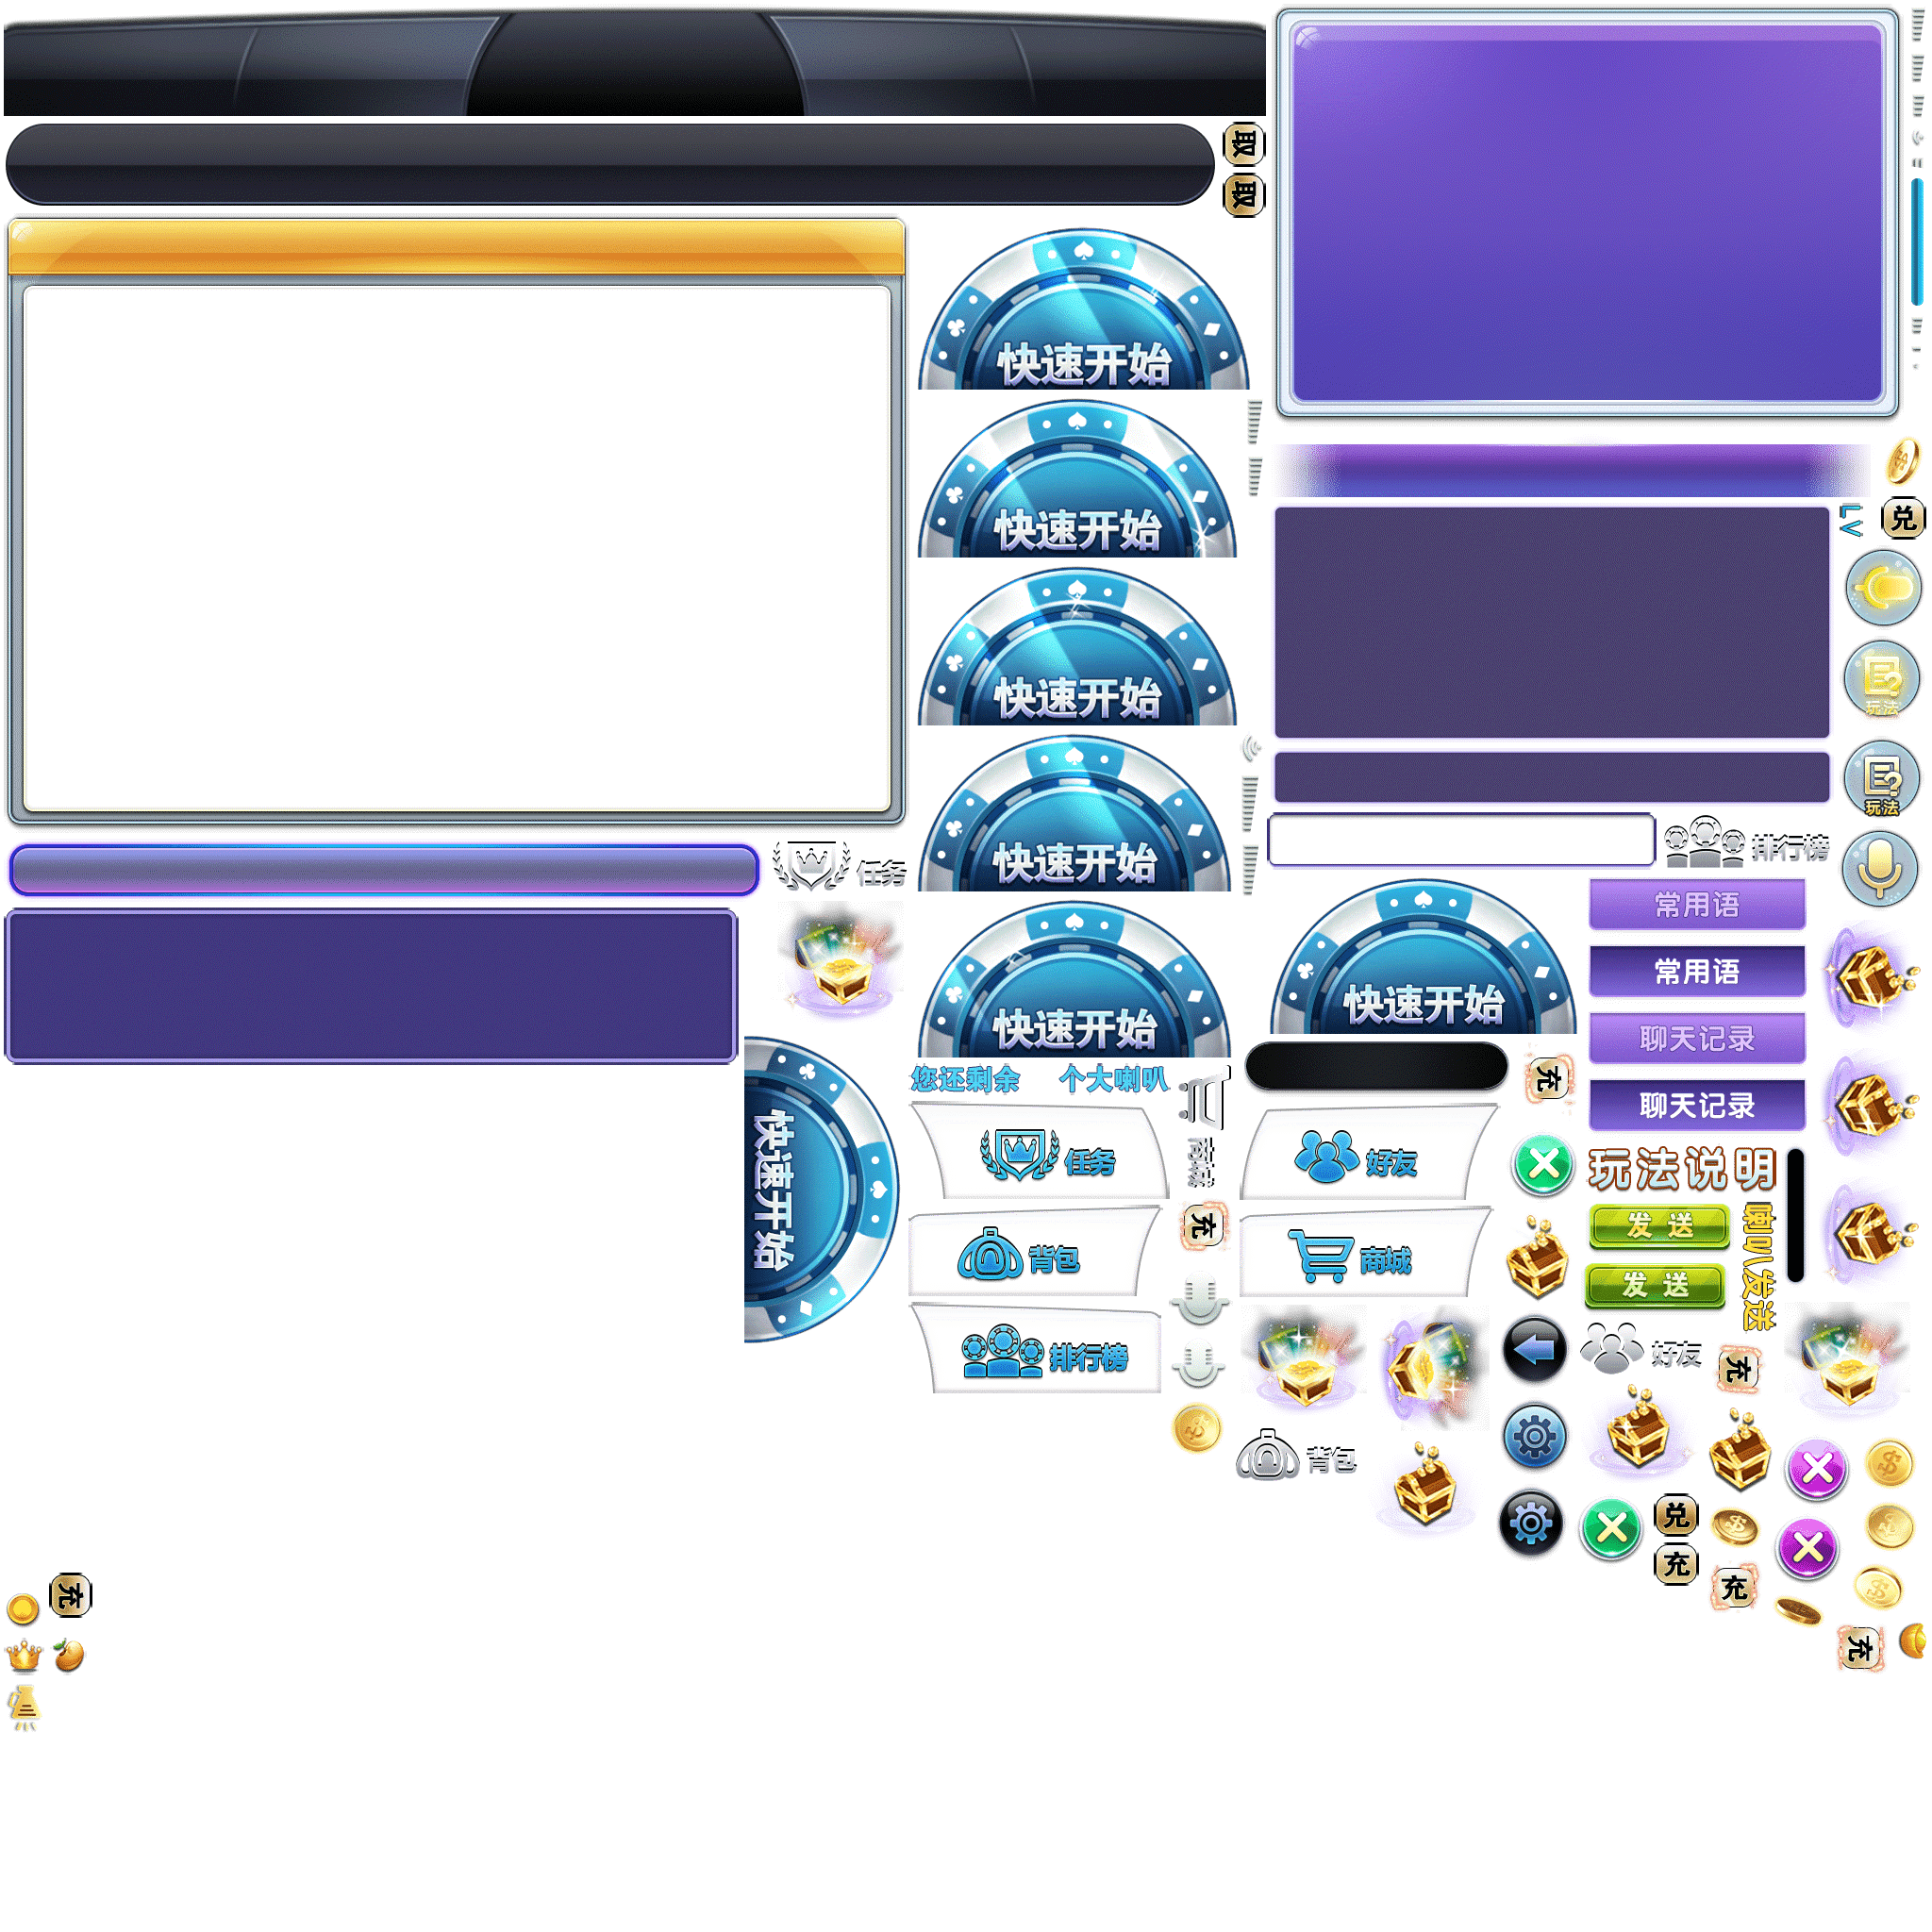 取
取
快速开始
快速开始
LV
兑
快速开始
玩法
快速开始
玩法
任务
排行榜
常用语
常用语
快速开始
快速开始
聊天记录
您还剩余 个大喇叭
充
聊天记录
快速开始
任务
商城
好友
玩法说明
充
发 送
喇叭发送
背包
商城
发 送
排行榜
好友
充
背包
兑
充
充
充
充